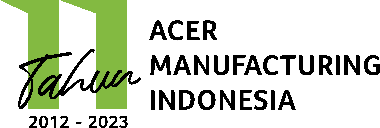 11
Tahun
2012 - 2023
ACER
MANUFACTURING
INDONESIA